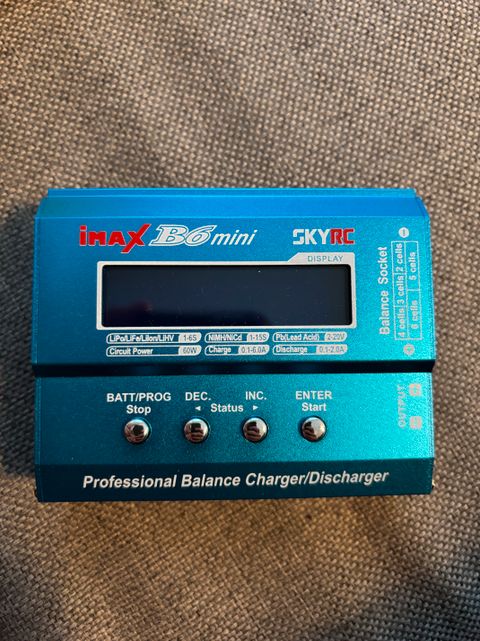 iMAX B6 mini SKYRC
DISPLAY
LiPo/LiFe/LiIon/LiHV 1-6S NiMH/NiCd 1-15S Pb(Lead Acid) 2-20V
Circuit Power 60W Charge 0.1-6.0A Discharge 0.1-2.0A
BATT/PROG DEC. INC. ENTER
Stop ◄ Status ► Start
Professional Balance Charger/Discharger
Balance Socket
4 cells 3 cells 2 cells
6 cells 5 cells
OUTPUT